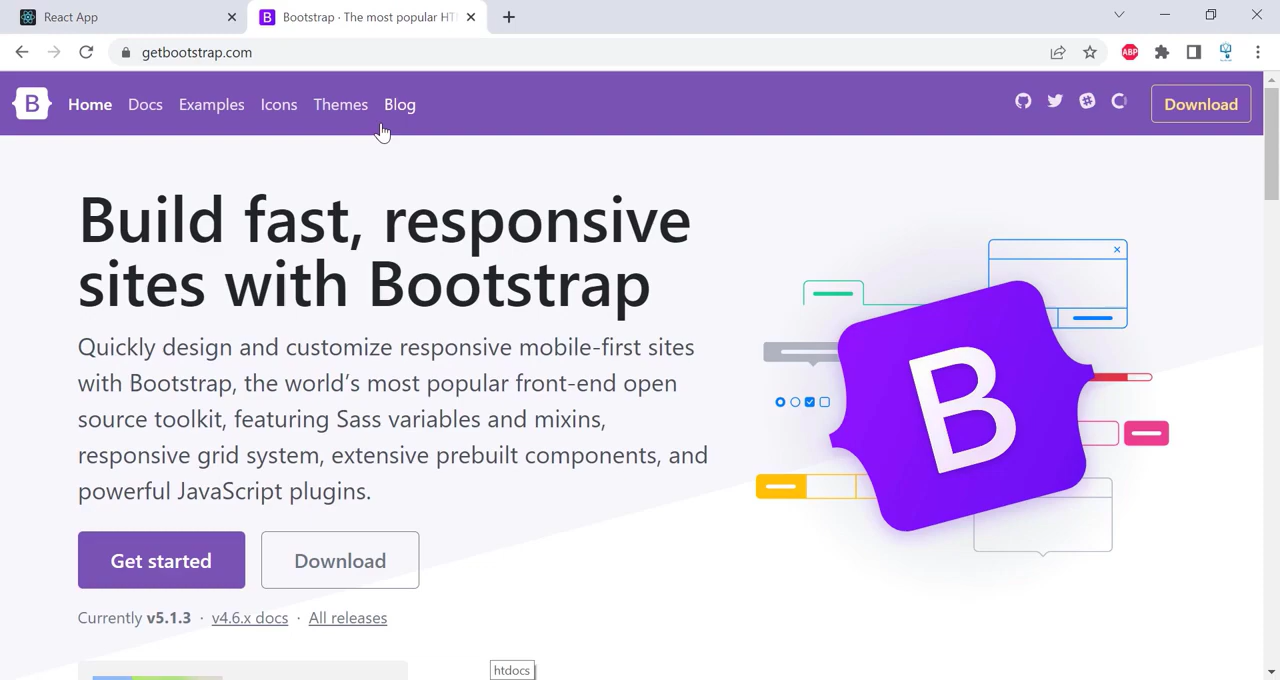 React App
Bootstrap · The most popular HT
getbootstrap.com
ABP
B Home Docs Examples Icons Themes Blog Download
Build fast, responsive
sites with Bootstrap
Quickly design and customize responsive mobile-first sites
with Bootstrap, the world's most popular front-end open
source toolkit, featuring Sass variables and mixins,
responsive grid system, extensive prebuilt components, and
powerful JavaScript plugins.
B
Get started Download
Currently v5.1.3 · v4.6.x docs · All releases
htdocs